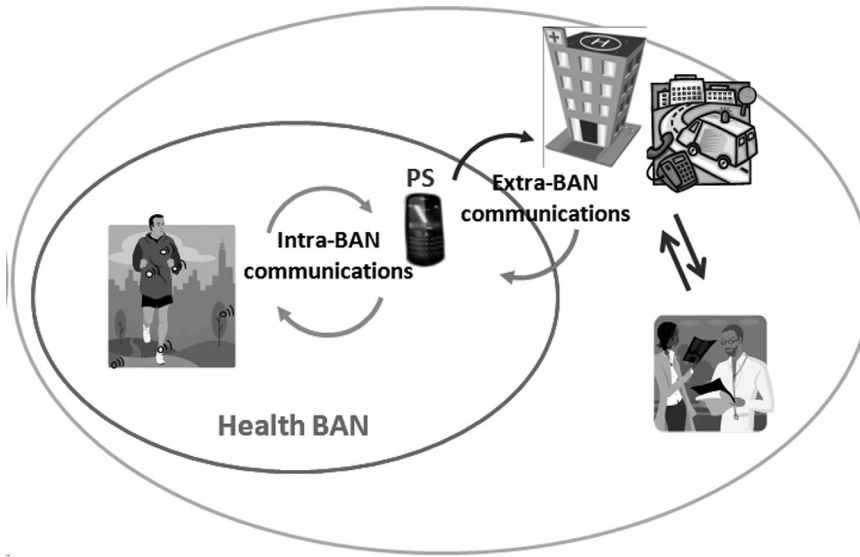 H
PS
Extra-BAN
communications
Intra-BAN
communications
Health BAN